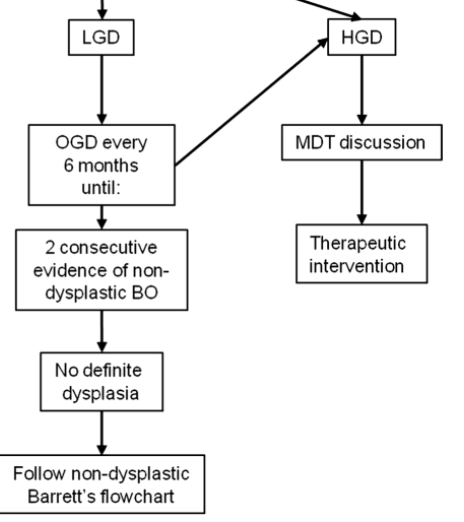 LGD
HGD
OGD every
6 months
until:
MDT discussion
2 consecutive
evidence of non-
dysplastic BO
Therapeutic
intervention
No definite
dysplasia
Follow non-dysplastic
Barrett's flowchart